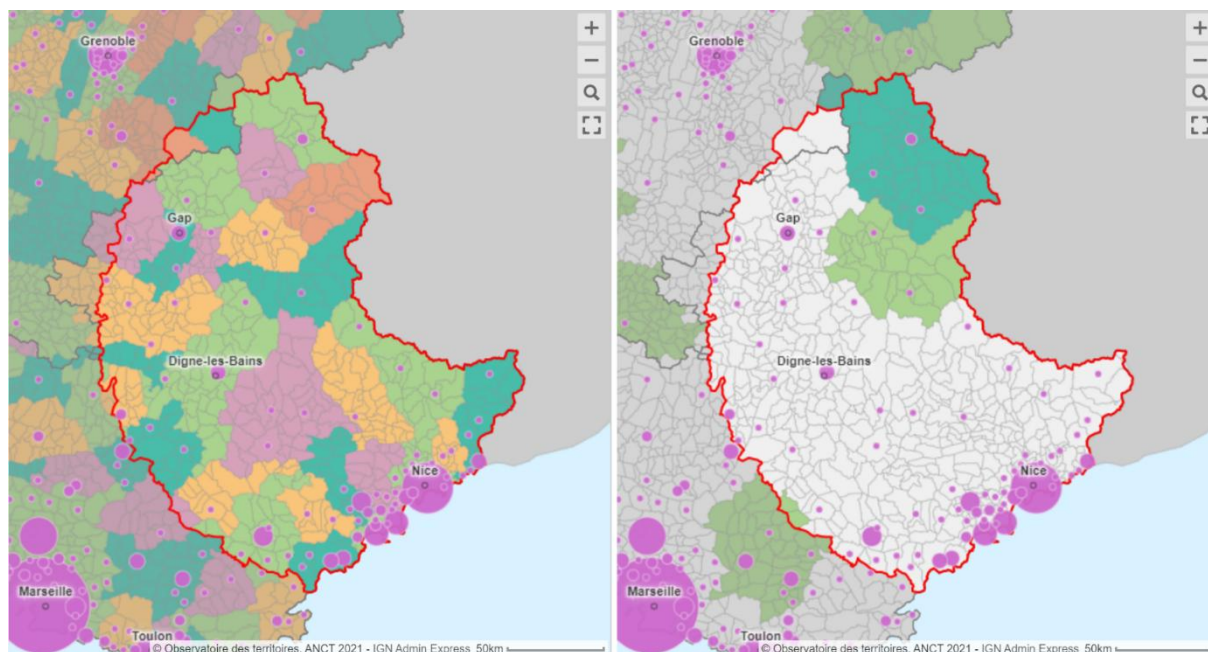 Grenoble
Gap
Digne-les-Bains
Nice
Marseille
Toulon
© Observatoire des territoires, ANCT 2021 - IGN Admin Express 50km
+
−
Grenoble
Gap
Digne-les-Bains
Nice
Marseille
Toulon
© Observatoire des territoires, ANCT 2021 - IGN Admin Express 50km
+
−